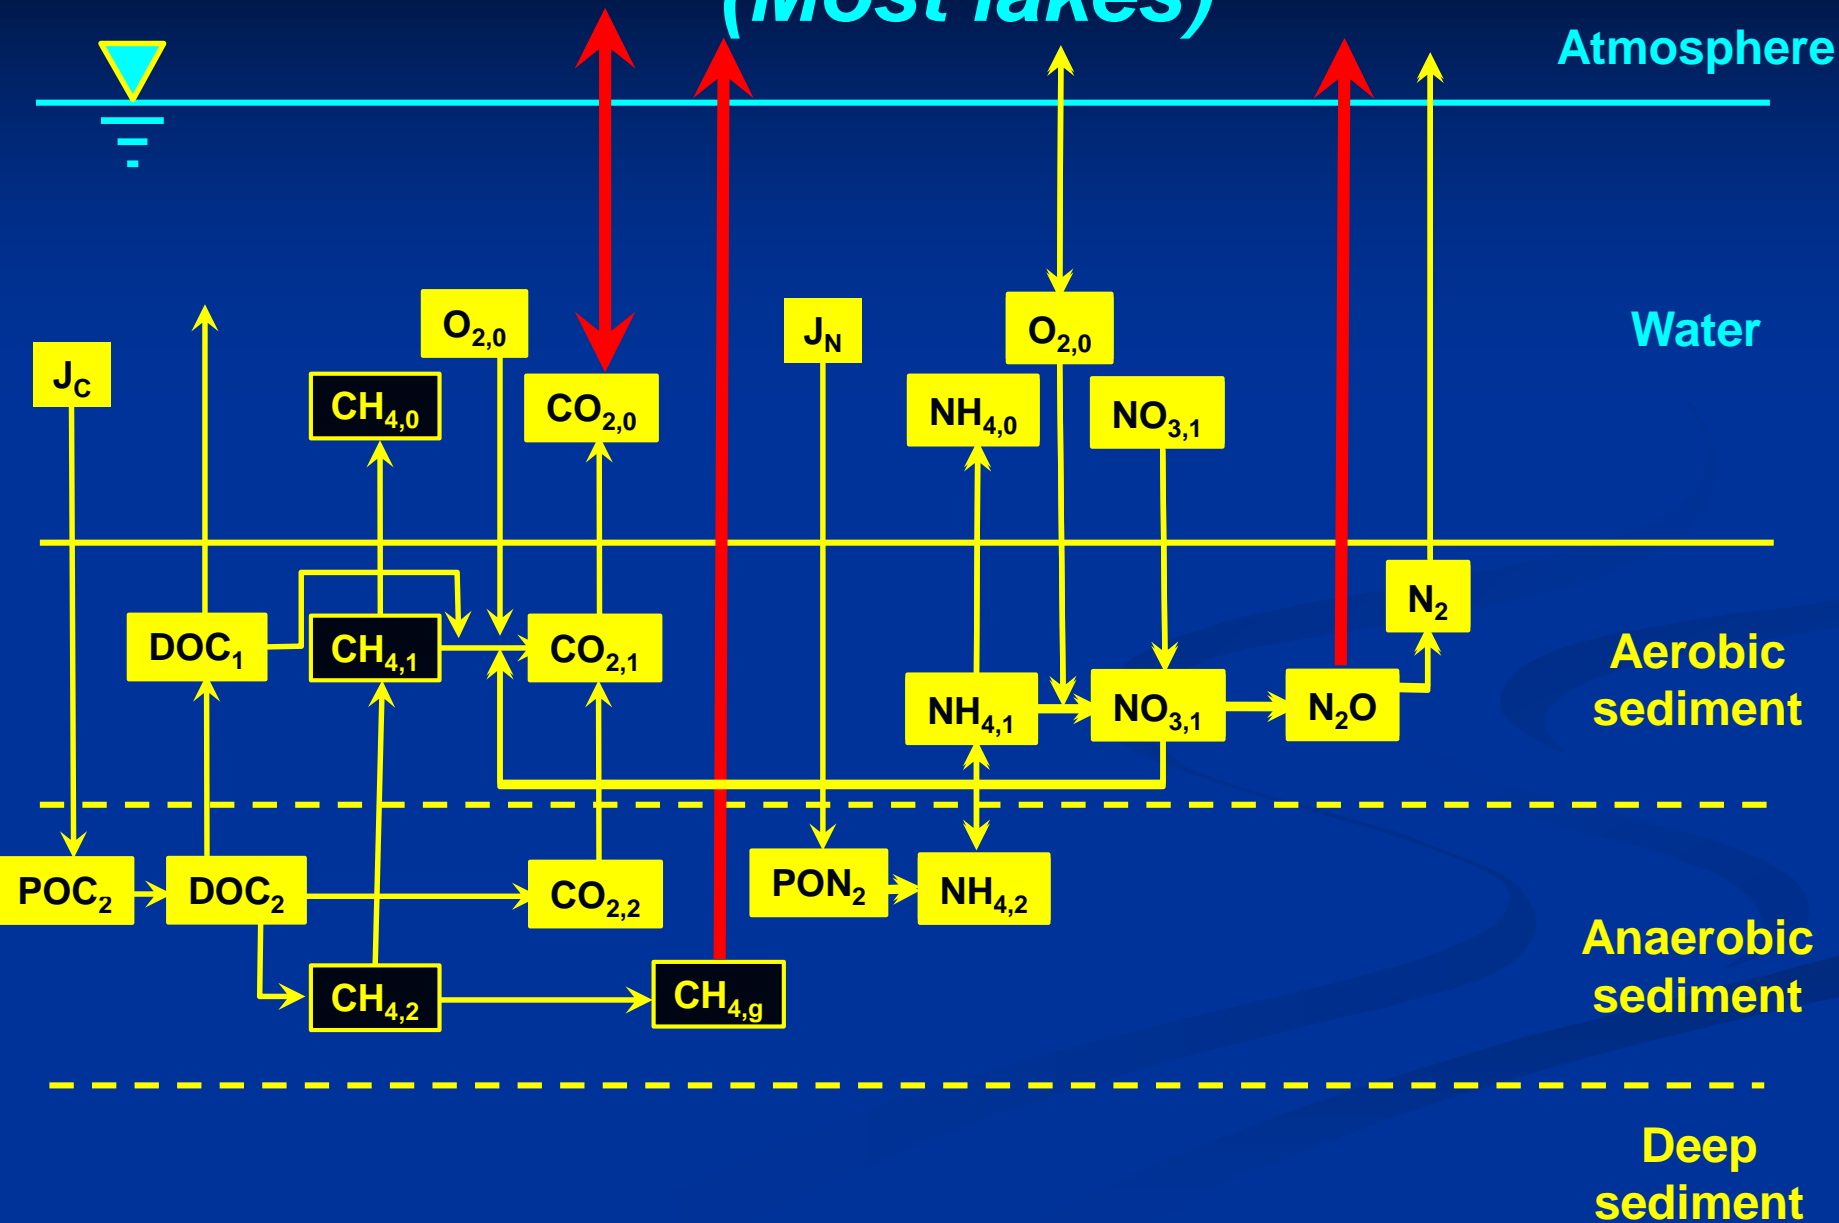 (Most lakes)
Atmosphere
O2,0
JN
O2,0
Water
JC
CH4,0
CO2,0
NH4,0
NO3,1
N2
DOC1
CH4,1
CO2,1
Aerobic
sediment
NH4,1
NO3,1
N2O
POC2
DOC2
CO2,2
PON2
NH4,2
Anaerobic
sediment
CH4,2
CH4,g
Deep
sediment